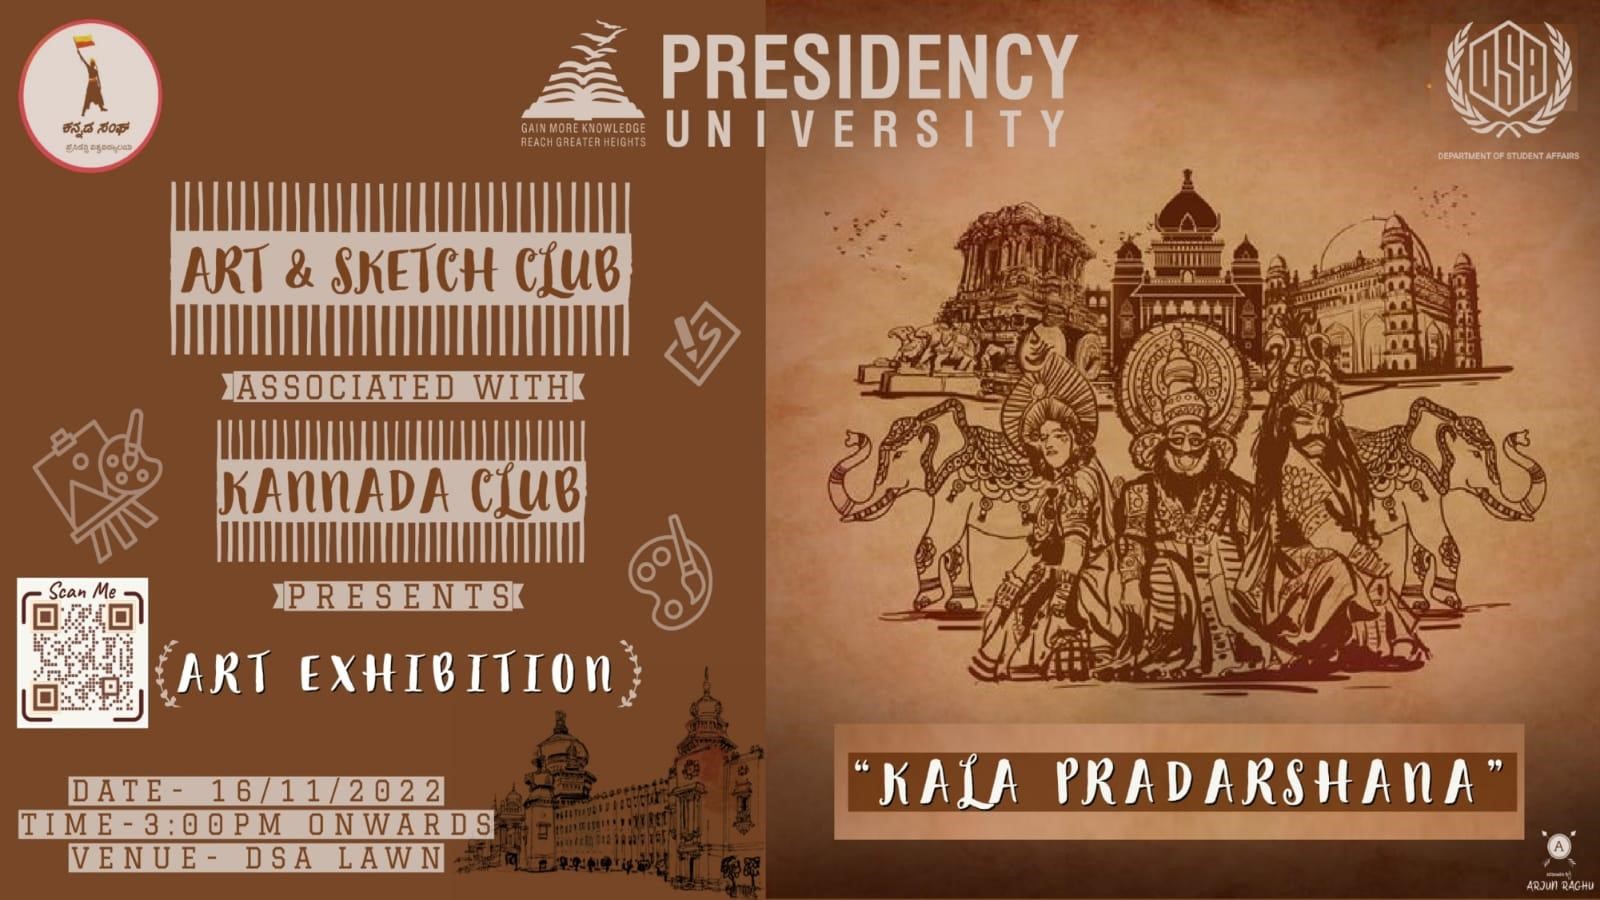 ಕನ್ನಡ ಸಂಘ
ಪ್ರೆಸಿಡೆನ್ಸಿ ವಿಶ್ವವಿದ್ಯಾಲಯ
GAIN MORE KNOWLEDGE
REACH GREATER HEIGHTS
PRESIDENCY
UNIVERSITY
DSA
DEPARTMENT OF STUDENT AFFAIRS
ART & SKETCH CLUB
ASSOCIATED WITH
KANNADA CLUB
PRESENTS
Scan Me
ART EXHIBITION
DATE- 16/11/2022
TIME-3:00PM ONWARDS
VENUE- DSA LAWN
“KALA PRADARSHANA”
A
DESIGNED BY
ARJUN RAGHU